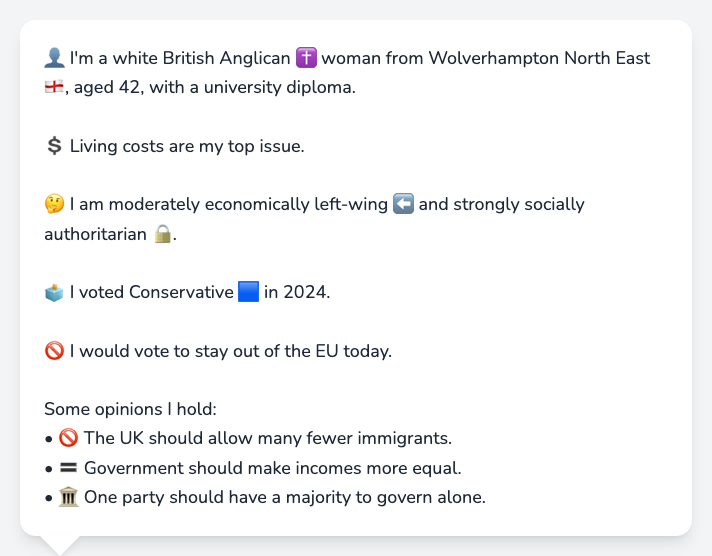 👤 I'm a white British Anglican ✝️ woman from Wolverhampton North East
🏴󠁧󠁢󠁥󠁮󠁧󠁿, aged 42, with a university diploma.
💲 Living costs are my top issue.
🤔 I am moderately economically left-wing ⬅️ and strongly socially
authoritarian 🔒.
🗳️ I voted Conservative 🟦 in 2024.
🚫 I would vote to stay out of the EU today.
Some opinions I hold:
• 🚫 The UK should allow many fewer immigrants.
• 🟰 Government should make incomes more equal.
• 🏛️ One party should have a majority to govern alone.